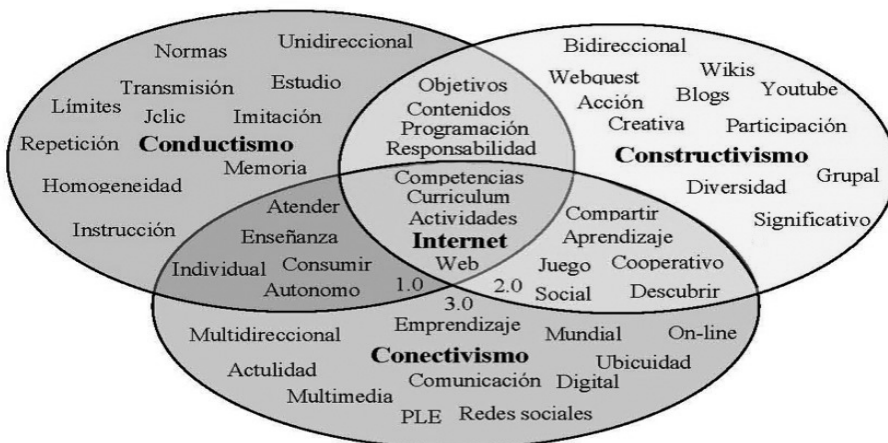 Normas
Unidireccional
Transmisión
Estudio
Límites
Jclic
Imitación
Repetición
Conductismo
Memoria
Homogeneidad
Instrucción
Objetivos
Contenidos
Programación
Responsabilidad
Bidireccional
Webquest
Wikis
Youtube
Acción
Blogs
Creativa
Participación
Constructivismo
Grupal
Diversidad
Significativo
Competencias
Curriculum
Actividades
Internet
Web
Atender
Enseñanza
Individual
Consumir
Autonomo
1.0
Compartir
Aprendizaje
Juego
Cooperativo
Social
Descubrir
2.0
3.0
Emprendizaje
Multidireccional
Mundial
On-line
Conectivismo
Ubicuidad
Actulidad
Comunicación
Digital
Multimedia
PLE
Redes sociales